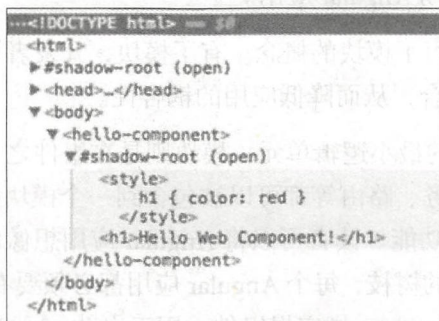 ...<!DOCTYPE html> == $0
<html>
▶#shadow-root (open)
▶<head>…</head>
▼<body>
▼<hello-component>
▼#shadow-root (open)
<style>
h1 { color: red }
</style>
<h1>Hello Web Component!</h1>
</hello-component>
</body>
</html>